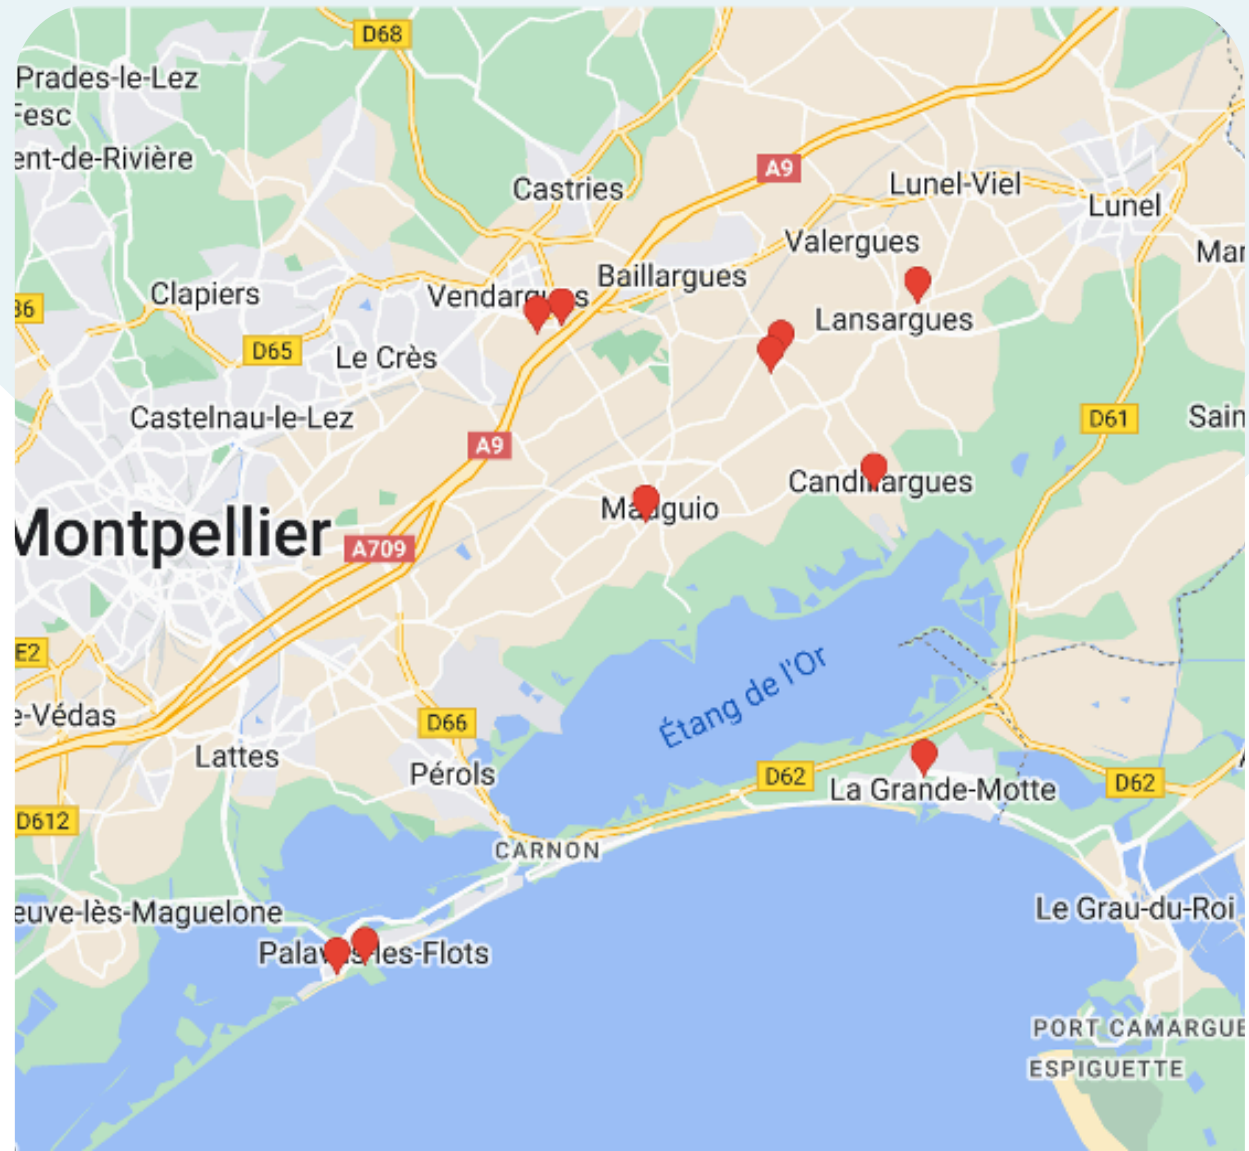 D68
Prades-le-Lez
Fesc
ent-de-Rivière
A9
Castries
Lunel-Viel
Lunel
Valergues
Mar
Baillargues
Clapiers
Vendargues
86
Lansargues
D65
Le Crès
Castelnau-le-Lez
D61
Sain
A9
Candillargues
Mauguio
Montpellier
A709
E2
Étang de l'Or
e-Védas
D66
Lattes
Pérols
D62
D62
La Grande-Motte
D612
CARNON
euve-lès-Maguelone
Le Grau-du-Roi
Palavas-les-Flots
PORT CAMARGUE
ESPIGUETTE